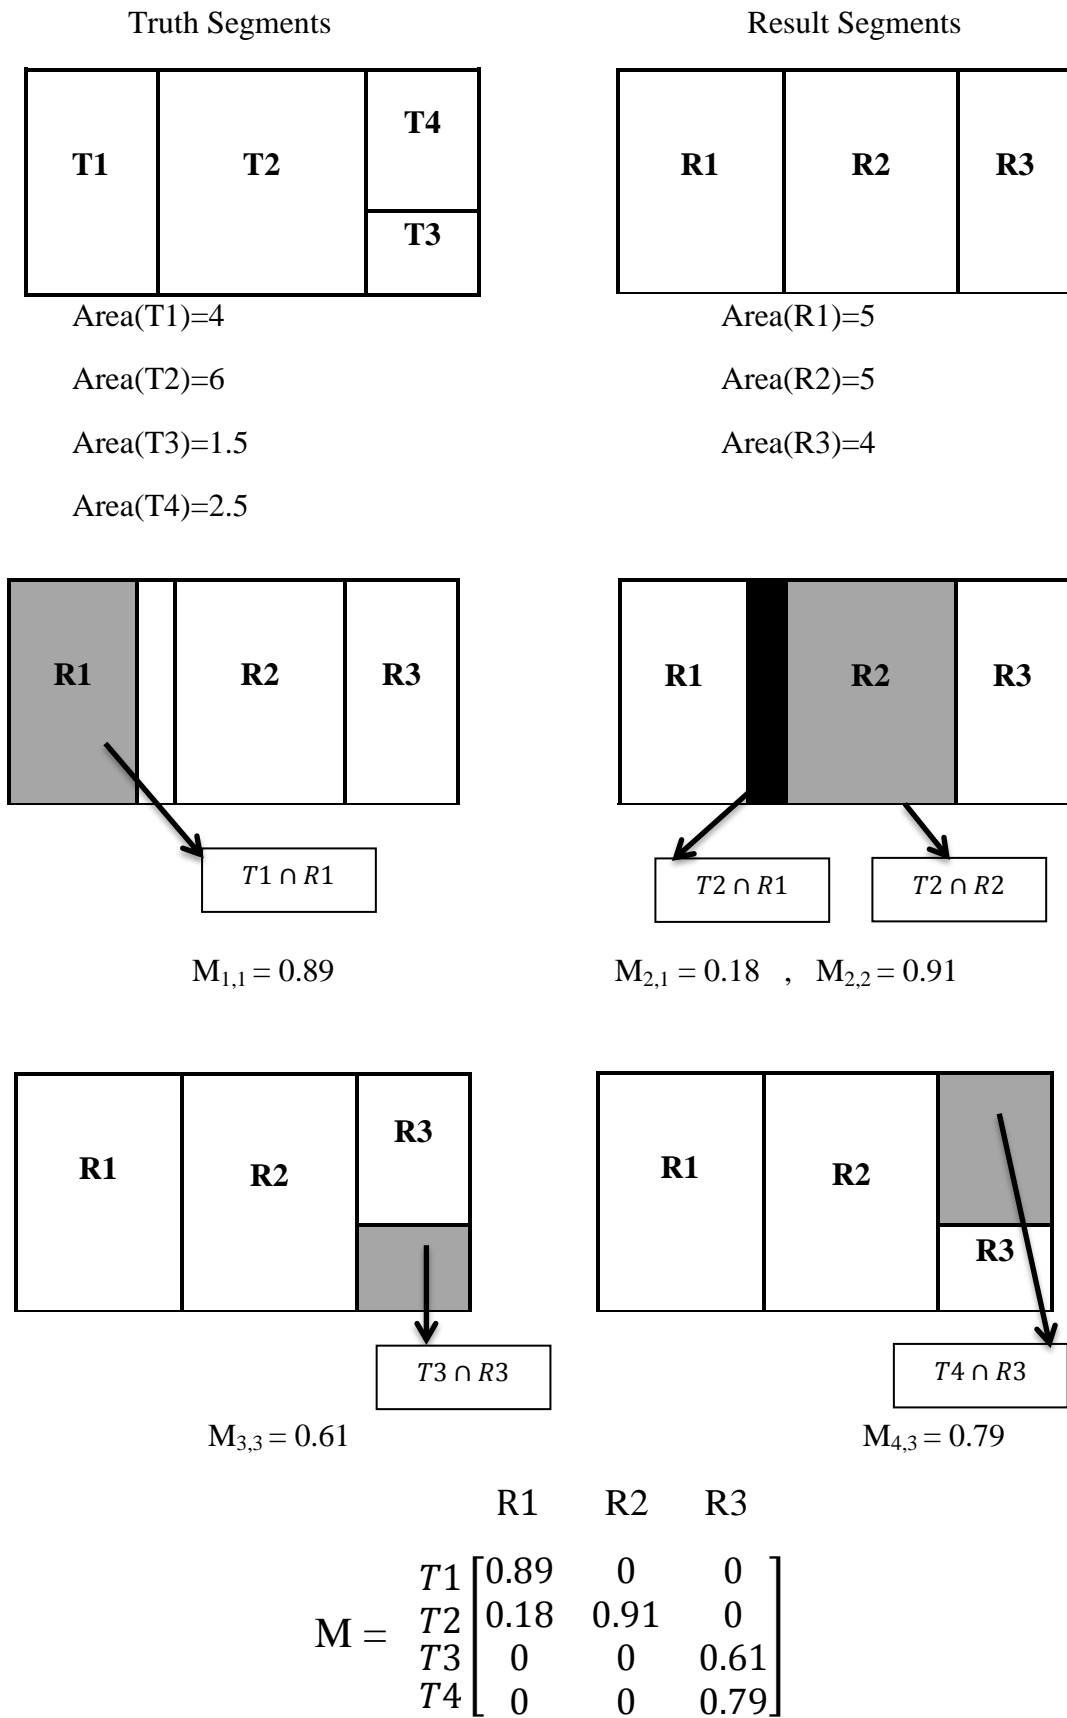 Truth Segments
Result Segments
T1 T2 T4
T3
R1 R2 R3
Area(T1)=4
Area(T2)=6
Area(T3)=1.5
Area(T4)=2.5
Area(R1)=5
Area(R2)=5
Area(R3)=4
R1 R2 R3
T1 ∩ R1
M1,1 = 0.89
R1 R2 R3
T2 ∩ R1
T2 ∩ R2
M2,1 = 0.18 , M2,2 = 0.91
R1 R2 R3
T3 ∩ R3
M3,3 = 0.61
R1 R2 R3
T4 ∩ R3
M4,3 = 0.79
R1 R2 R3
M =
T1 [0.89 0 0]
T2 [0.18 0.91 0]
T3 [0 0 0.61]
T4 [0 0 0.79]